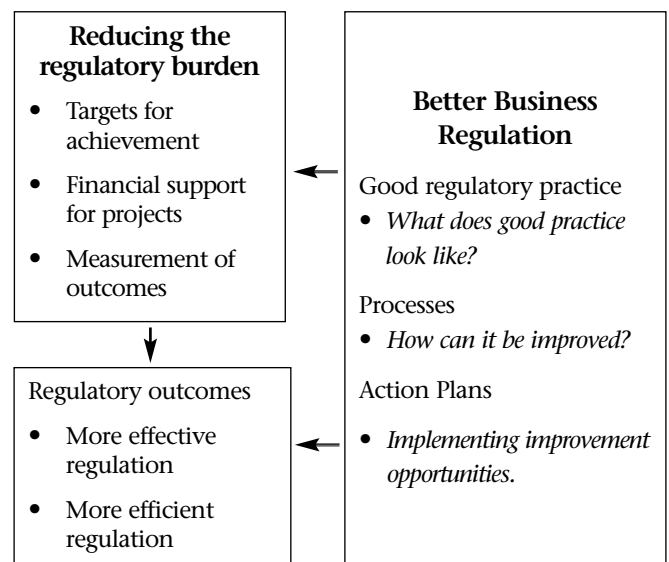 Reducing the
regulatory burden
• Targets for
achievement
• Financial support
for projects
• Measurement of
outcomes
Regulatory outcomes
• More effective
regulation
• More efficient
regulation
Better Business
Regulation
Good regulatory practice
• What does good practice
look like?
Processes
• How can it be improved?
Action Plans
• Implementing improvement
opportunities.